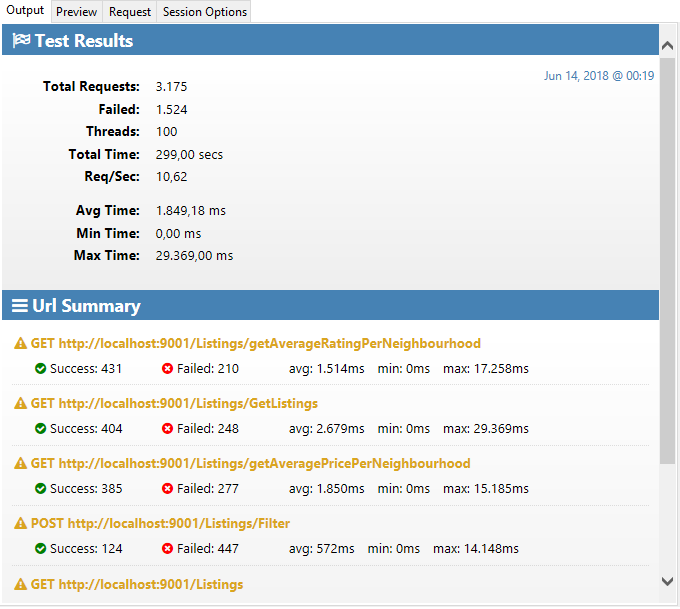 Output Preview Request Session Options
Test Results
Jun 14, 2018 @ 00:19
Total Requests: 3.175
Failed: 1.524
Threads: 100
Total Time: 299,00 secs
Req/Sec: 10,62
Avg Time: 1.849,18 ms
Min Time: 0,00 ms
Max Time: 29.369,00 ms
Url Summary
GET http://localhost:9001/Listings/getAverageRatingPerNeighbourhood
Success: 431 Failed: 210 avg: 1.514ms min: 0ms max: 17.258ms
GET http://localhost:9001/Listings/GetListings
Success: 404 Failed: 248 avg: 2.679ms min: 0ms max: 29.369ms
GET http://localhost:9001/Listings/getAveragePricePerNeighbourhood
Success: 385 Failed: 277 avg: 1.850ms min: 0ms max: 15.185ms
POST http://localhost:9001/Listings/Filter
Success: 124 Failed: 447 avg: 572ms min: 0ms max: 14.148ms
GET http://localhost:9001/Listings